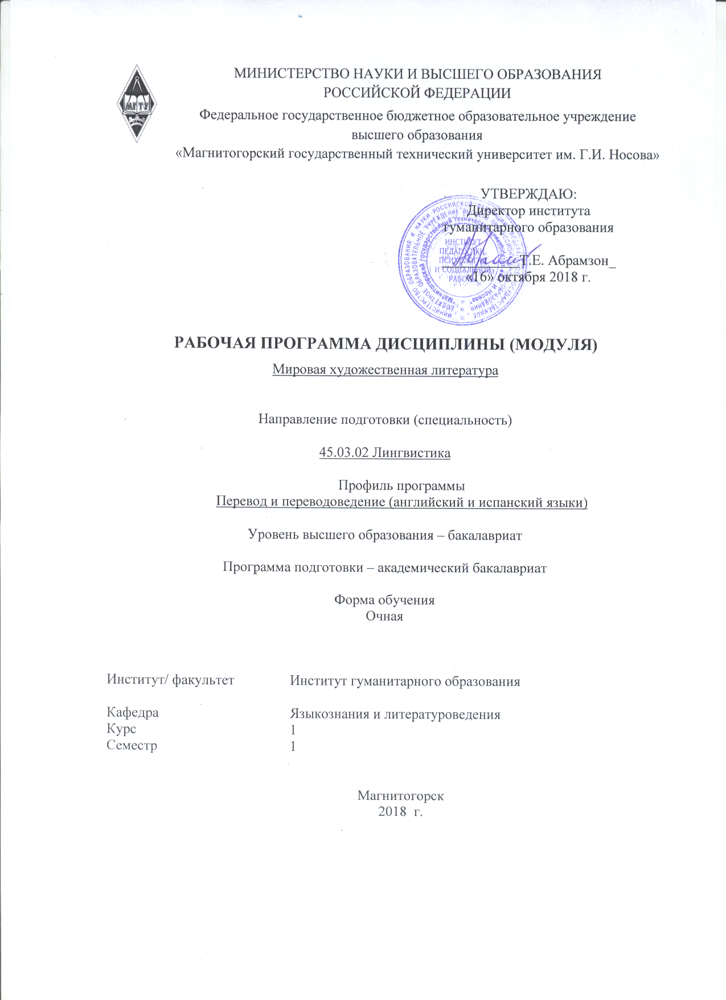 МИНИСТЕРСТВО НАУКИ И ВЫСШЕГО ОБРАЗОВАНИЯ
РОССИЙСКОЙ ФЕДЕРАЦИИ
Федеральное государственное бюджетное образовательное учреждение
высшего образования
«Магнитогорский государственный технический университет им. Г.И. Носова»
МГТУ
УТВЕРЖДАЮ:
Директор института
гуманитарного образования
Т.Е. Абрамзон_
«16» октября 2018 г.
ИНСТИТУТ
ПЕДАГОГИКИ,
ПСИХОЛОГИИ
И СОЦИАЛЬНОЙ
РАБОТЫ
РАБОЧАЯ ПРОГРАММА ДИСЦИПЛИНЫ (МОДУЛЯ)
Мировая художественная литература
Направление подготовки (специальность)
45.03.02 Лингвистика
Профиль программы
Перевод и переводоведение (английский и испанский языки)
Уровень высшего образования – бакалавриат
Программа подготовки – академический бакалавриат
Форма обучения
Очная
Институт/ факультет Институт гуманитарного образования
Кафедра Языкознания и литературоведения
Курс 1
Семестр 1
Магнитогорск
2018 г.